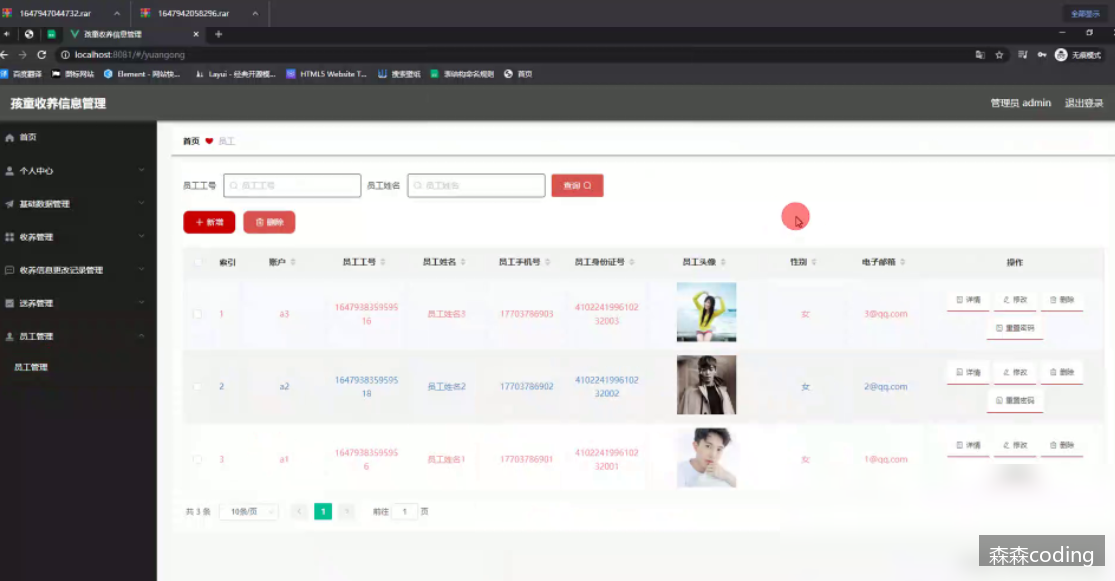 1647947044732.rar
1647942058296.rar
全部显示
孩童收养信息管理
localhost:8081/#/yuangong
无痕模式
百度翻译
图标网站
Element - 网站快...
Layui - 经典开源模...
HTML5 Website T...
搜索壁纸
滚动构命名规则
首页
孩童收养信息管理
管理员 admin
退出登录
首页
个人中心
基础数据管理
收养管理
收养信息更改记录管理
送养管理
员工管理
员工管理
首页
员工
员工工号
员工工号
员工姓名
员工姓名
查询
+ 新增
删除
索引 账户 员工工号 员工姓名 员工手机号 员工身份证号 员工头像 性别 电子邮箱 操作
1 a3 164793835959516 员工姓名3 17703786903 410224199610232003 女 3@qq.com 详情 修改 删除
重置密码
2 a2 164793835959518 员工姓名2 17703786902 410224199610232002 女 2@qq.com 详情 修改 删除
重置密码
3 a1 16479383595956 员工姓名1 17703786901 410224199610232001 女 1@qq.com 详情 修改 删除
共 3 条
10条/页
1
前往 1 页
森森coding